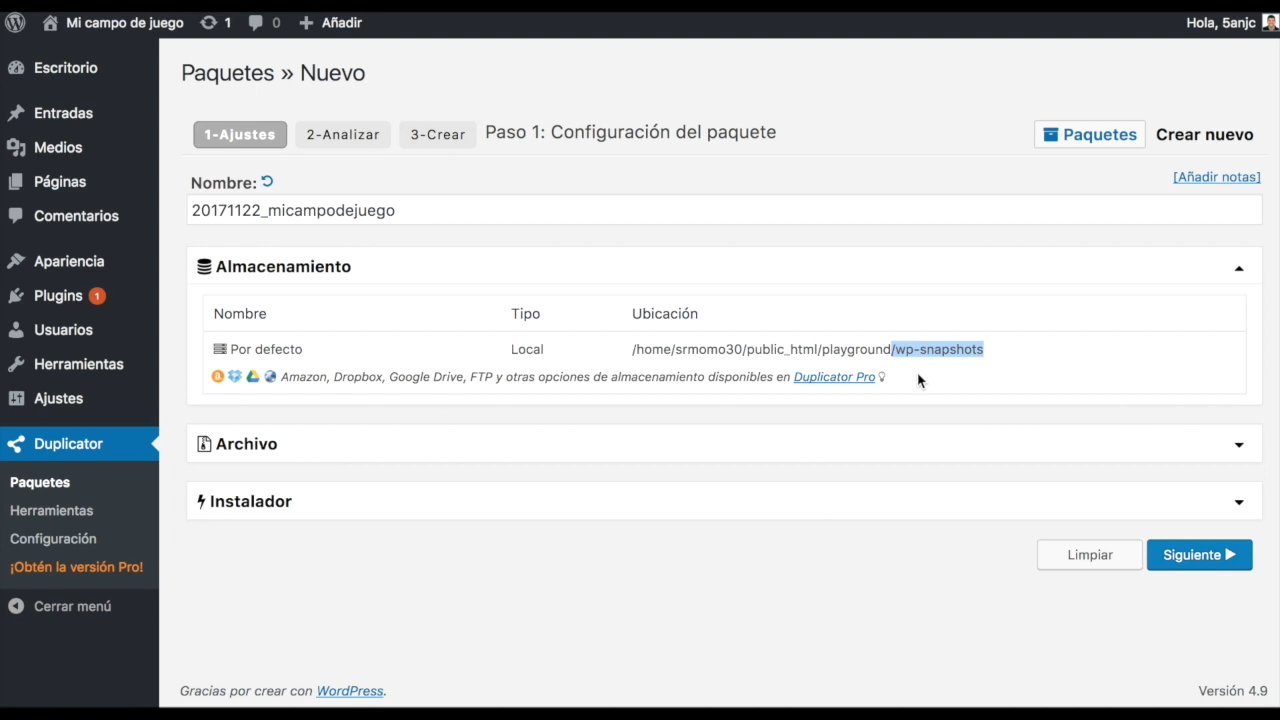 Mi campo de juego 1 0 Añadir Hola, 5anjc
Escritorio
Entradas
Medios
Páginas
Comentarios
Apariencia
Plugins 1
Usuarios
Herramientas
Ajustes
Duplicator
Paquetes
Herramientas
Configuración
¡Obtén la versión Pro!
Cerrar menú
Paquetes » Nuevo
1-Ajustes 2-Analizar 3-Crear Paso 1: Configuración del paquete Paquetes Crear nuevo
Nombre: [Añadir notas]
20171122_micampodejuego
Almacenamiento
Nombre Tipo Ubicación
Por defecto Local /home/srmomo30/public_html/playground/wp-snapshots
Amazon, Dropbox, Google Drive, FTP y otras opciones de almacenamiento disponibles en Duplicator Pro
Archivo
Instalador
Limpiar Siguiente
Gracias por crear con WordPress. Versión 4.9